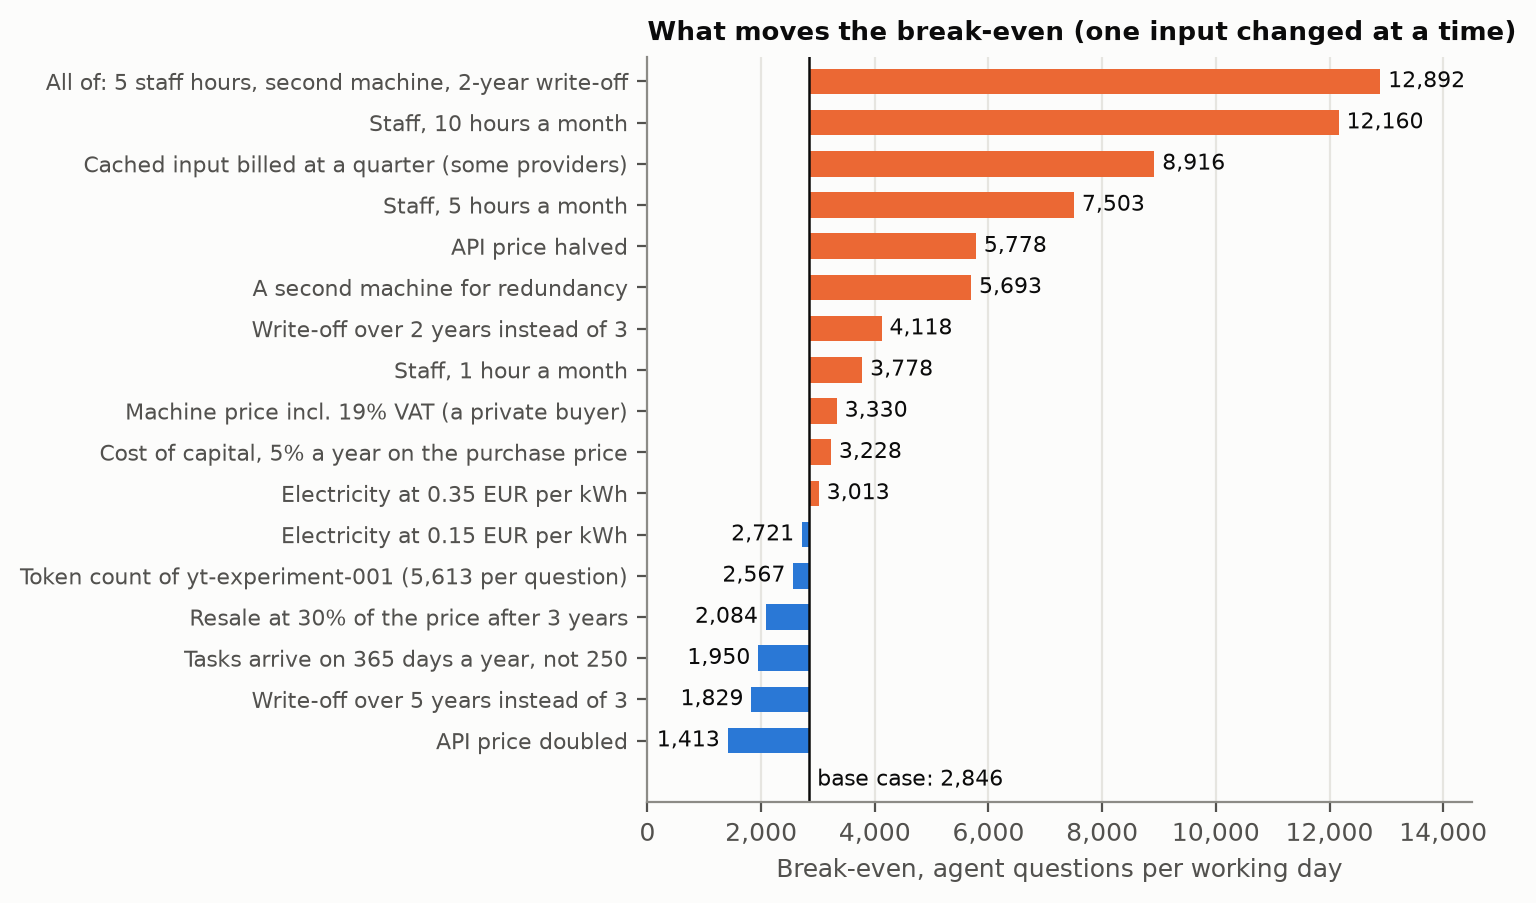 What moves the break-even (one input changed at a time)
All of: 5 staff hours, second machine, 2-year write-off 12,892
Staff, 10 hours a month 12,160
Cached input billed at a quarter (some providers) 8,916
Staff, 5 hours a month 7,503
API price halved 5,778
A second machine for redundancy 5,693
Write-off over 2 years instead of 3 4,118
Staff, 1 hour a month 3,778
Machine price incl. 19% VAT (a private buyer) 3,330
Cost of capital, 5% a year on the purchase price 3,228
Electricity at 0.35 EUR per kWh 3,013
Electricity at 0.15 EUR per kWh 2,721
Token count of yt-experiment-001 (5,613 per question) 2,567
Resale at 30% of the price after 3 years 2,084
Tasks arrive on 365 days a year, not 250 1,950
Write-off over 5 years instead of 3 1,829
API price doubled 1,413
base case: 2,846
0 2,000 4,000 6,000 8,000 10,000 12,000 14,000
Break-even, agent questions per working day